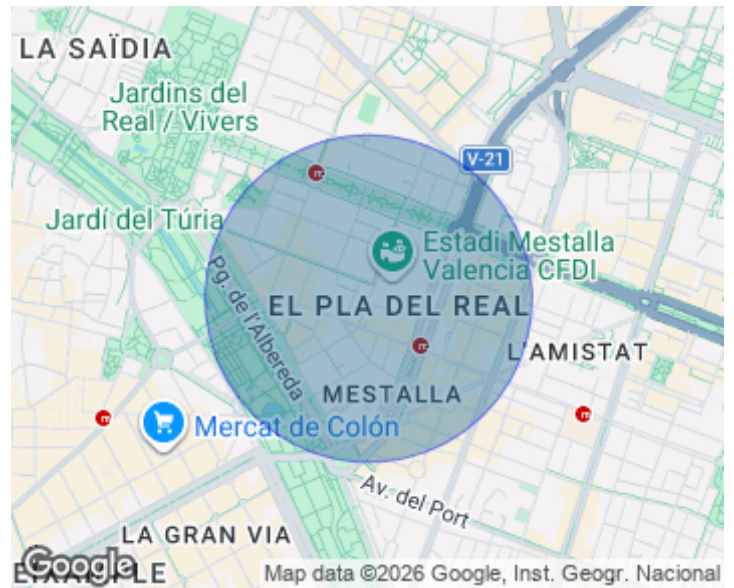 LA SAÏDIA
Jardins del
Real / Vivers
V-21
Jardí del Túria
Estadi Mestalla
Valencia CFDI
Pg. de l'Albereda
EL PLA DEL REAL
L'AMISTAT
MESTALLA
Mercat de Colón
Av. del Port
LA GRAN VIA
EIXAMPLE
Google
Map data ©2026 Google, Inst. Geogr. Nacional